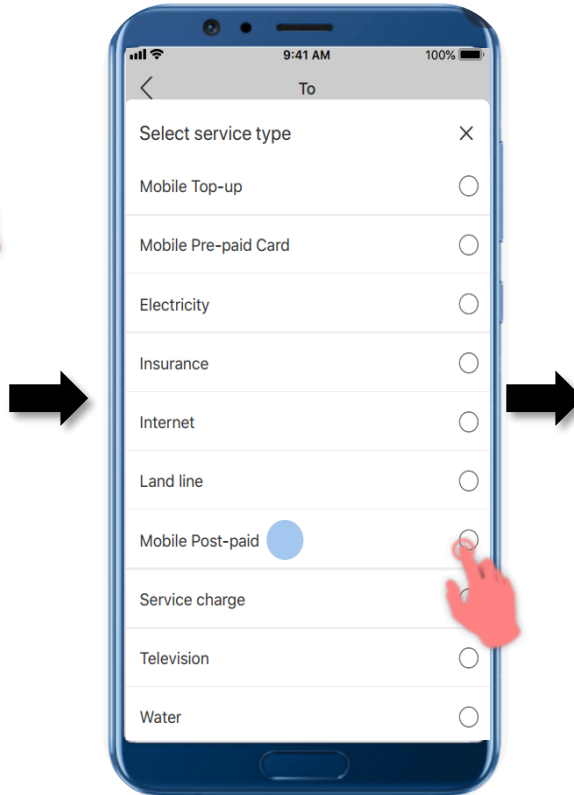 9:41 AM
100%
To
Select service type
Mobile Top-up
Mobile Pre-paid Card
Electricity
Insurance
Internet
Land line
Mobile Post-paid
Service charge
Television
Water